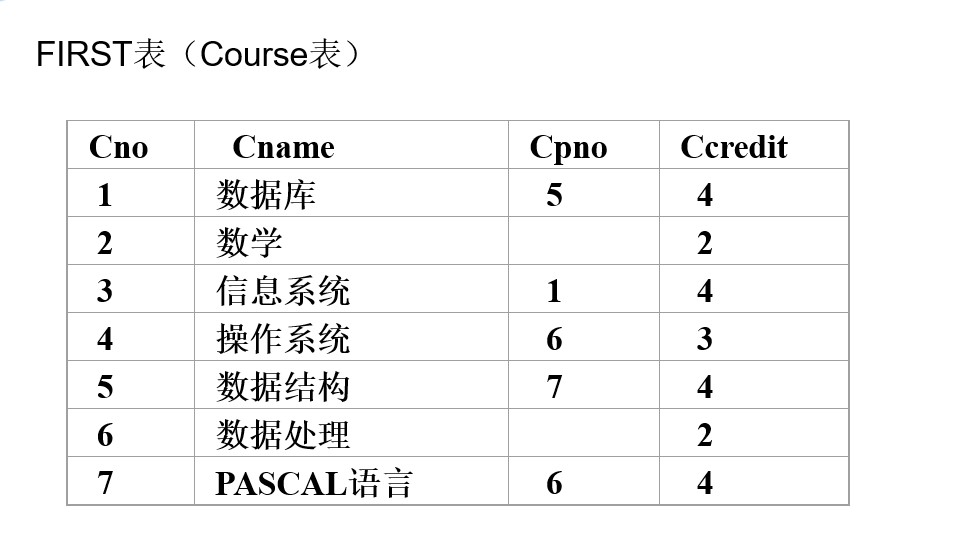 FIRST表（Course表）
Cno Cname Cpno Ccredit
1 数据库 5 4
2 数学 2
3 信息系统 1 4
4 操作系统 6 3
5 数据结构 7 4
6 数据处理 2
7 PASCAL语言 6 4